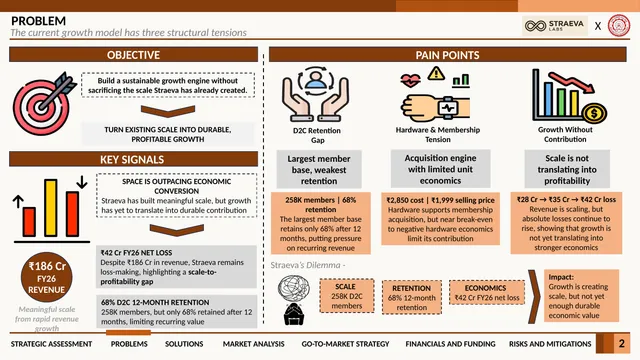 PROBLEM
The current growth model has three structural tensions
STRAEVA
LABS
X
OBJECTIVE
Build a sustainable growth engine without
sacrificing the scale Straeva has already created.
TURN EXISTING SCALE INTO DURABLE,
PROFITABLE GROWTH
KEY SIGNALS
SPACE IS OUTPACING ECONOMIC
CONVERSION
Straeva has built meaningful scale, but growth
has yet to translate into durable contribution
₹186 Cr
FY26
REVENUE
Meaningful scale
from rapid revenue
growth
₹42 Cr FY26 NET LOSS
Despite ₹186 Cr in revenue, Straeva remains
loss-making, highlighting a scale-to-
profitability gap
68% D2C 12-MONTH RETENTION
258K members, but only 68% retained after 12
months, limiting recurring value
PAIN POINTS
D2C Retention
Gap
Hardware & Membership
Tension
Growth Without
Contribution
Largest member
base, weakest
retention
Acquisition engine
with limited unit
economics
Scale is not
translating into
profitability
258K members | 68%
retention
The largest member base
retains only 68% after 12
months, putting pressure
on recurring revenue
₹2,850 cost | ₹1,999 selling price
Hardware supports membership
acquisition, but near break-even
to negative hardware economics
limit its contribution
₹28 Cr → ₹35 Cr → ₹42 Cr loss
Revenue is scaling, but
absolute losses continue to
rise, showing that growth is
not yet translating into
stronger economics
Straeva's Dilemma -
SCALE
258K D2C
members
RETENTION
68% 12-month
retention
ECONOMICS
₹42 Cr FY26 net loss
Impact:
Growth is creating
scale, but not yet
enough durable
economic value
STRATEGIC ASSESSMENT
PROBLEMS
SOLUTIONS
MARKET ANALYSIS
GO-TO-MARKET STRATEGY
FINANCIALS AND FUNDING
RISKS AND MITIGATIONS
2